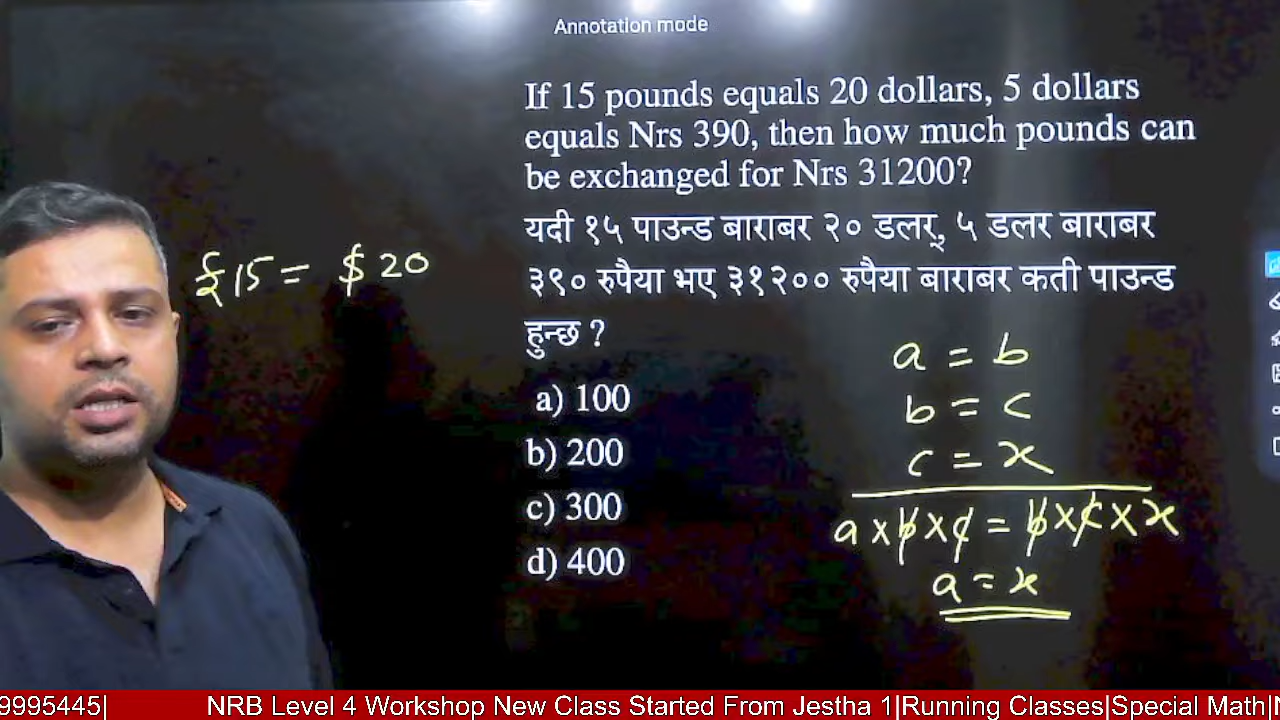 Annotation mode
If 15 pounds equals 20 dollars, 5 dollars
equals Nrs 390, then how much pounds can
be exchanged for Nrs 31200?
यदी १५ पाउन्ड बाराबर २० डलर, ५ डलर बाराबर
३९० रुपैया भए ३१२०० रुपैया बाराबर कती पाउन्ड
हुन्छ ?
a) 100
b) 200
c) 300
d) 400
£15 = $ 20
a = b
b = c
c = x
a x b x c = b x c x x
a = x
9995445| NRB Level 4 Workshop New Class Started From Jestha 1|Running Classes|Special Math|